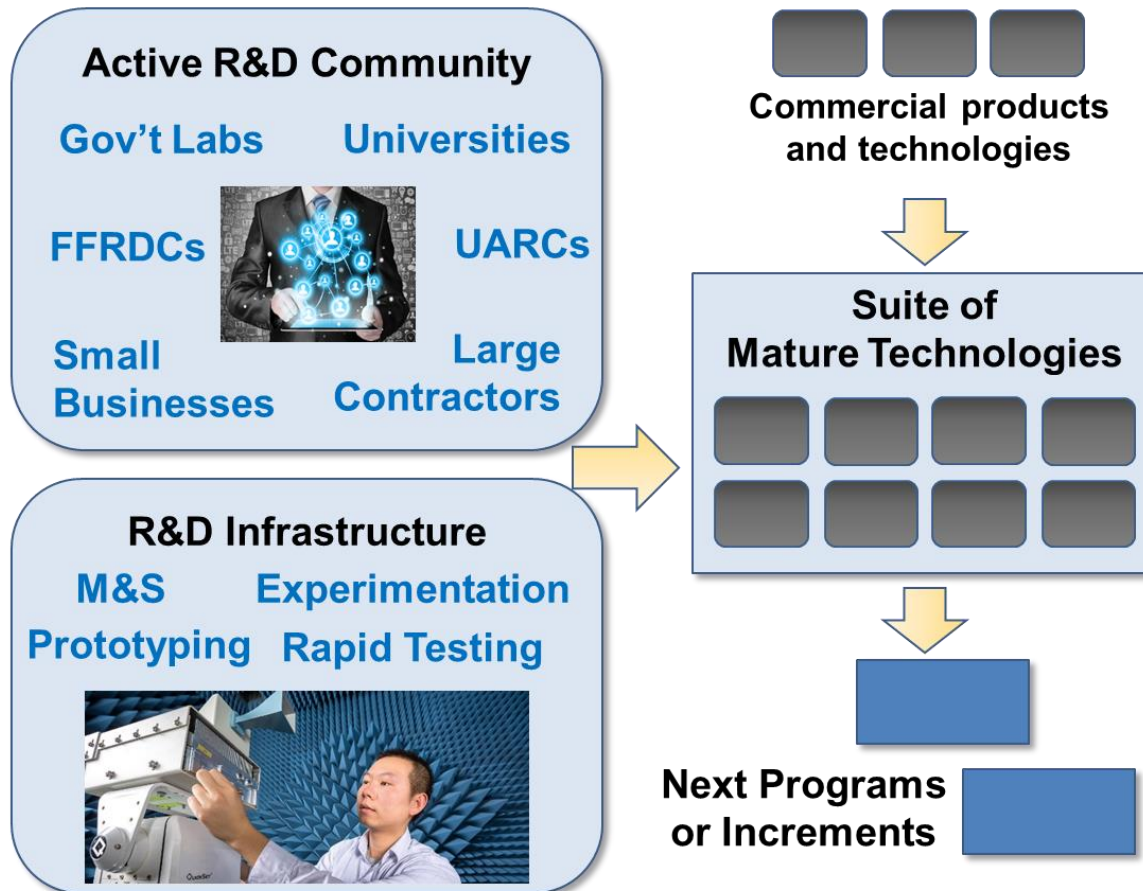 Active R&D Community
Gov’t Labs
Universities
FFRDCs
UARCs
Small
Businesses
Large
Contractors
R&D Infrastructure
M&S
Experimentation
Prototyping
Rapid Testing
Commercial products
and technologies
Suite of
Mature Technologies
Next Programs
or Increments